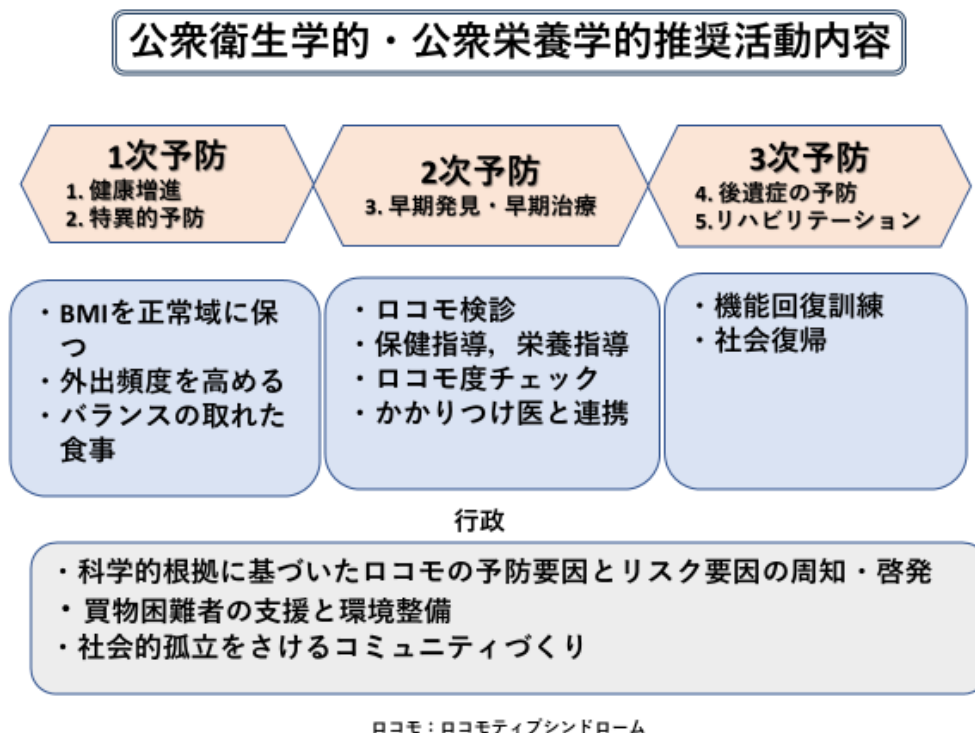 公衆衛生学的・公衆栄養学的推奨活動内容
1次予防
1. 健康増進
2. 特異的予防
2次予防
3. 早期発見・早期治療
3次予防
4. 後遺症の予防
5.リハビリテーション
・BMIを正常域に保
つ
・外出頻度を高める
・バランスの取れた
食事
・ロコモ検診
・保健指導，栄養指導
・ロコモ度チェック
・かかりつけ医と連携
・機能回復訓練
・社会復帰
行政
・科学的根拠に基づいたロコモの予防要因とリスク要因の周知・啓発
・買物困難者の支援と環境整備
・社会的孤立をさけるコミュニティづくり
ロコモ：ロコモティブシンドローム